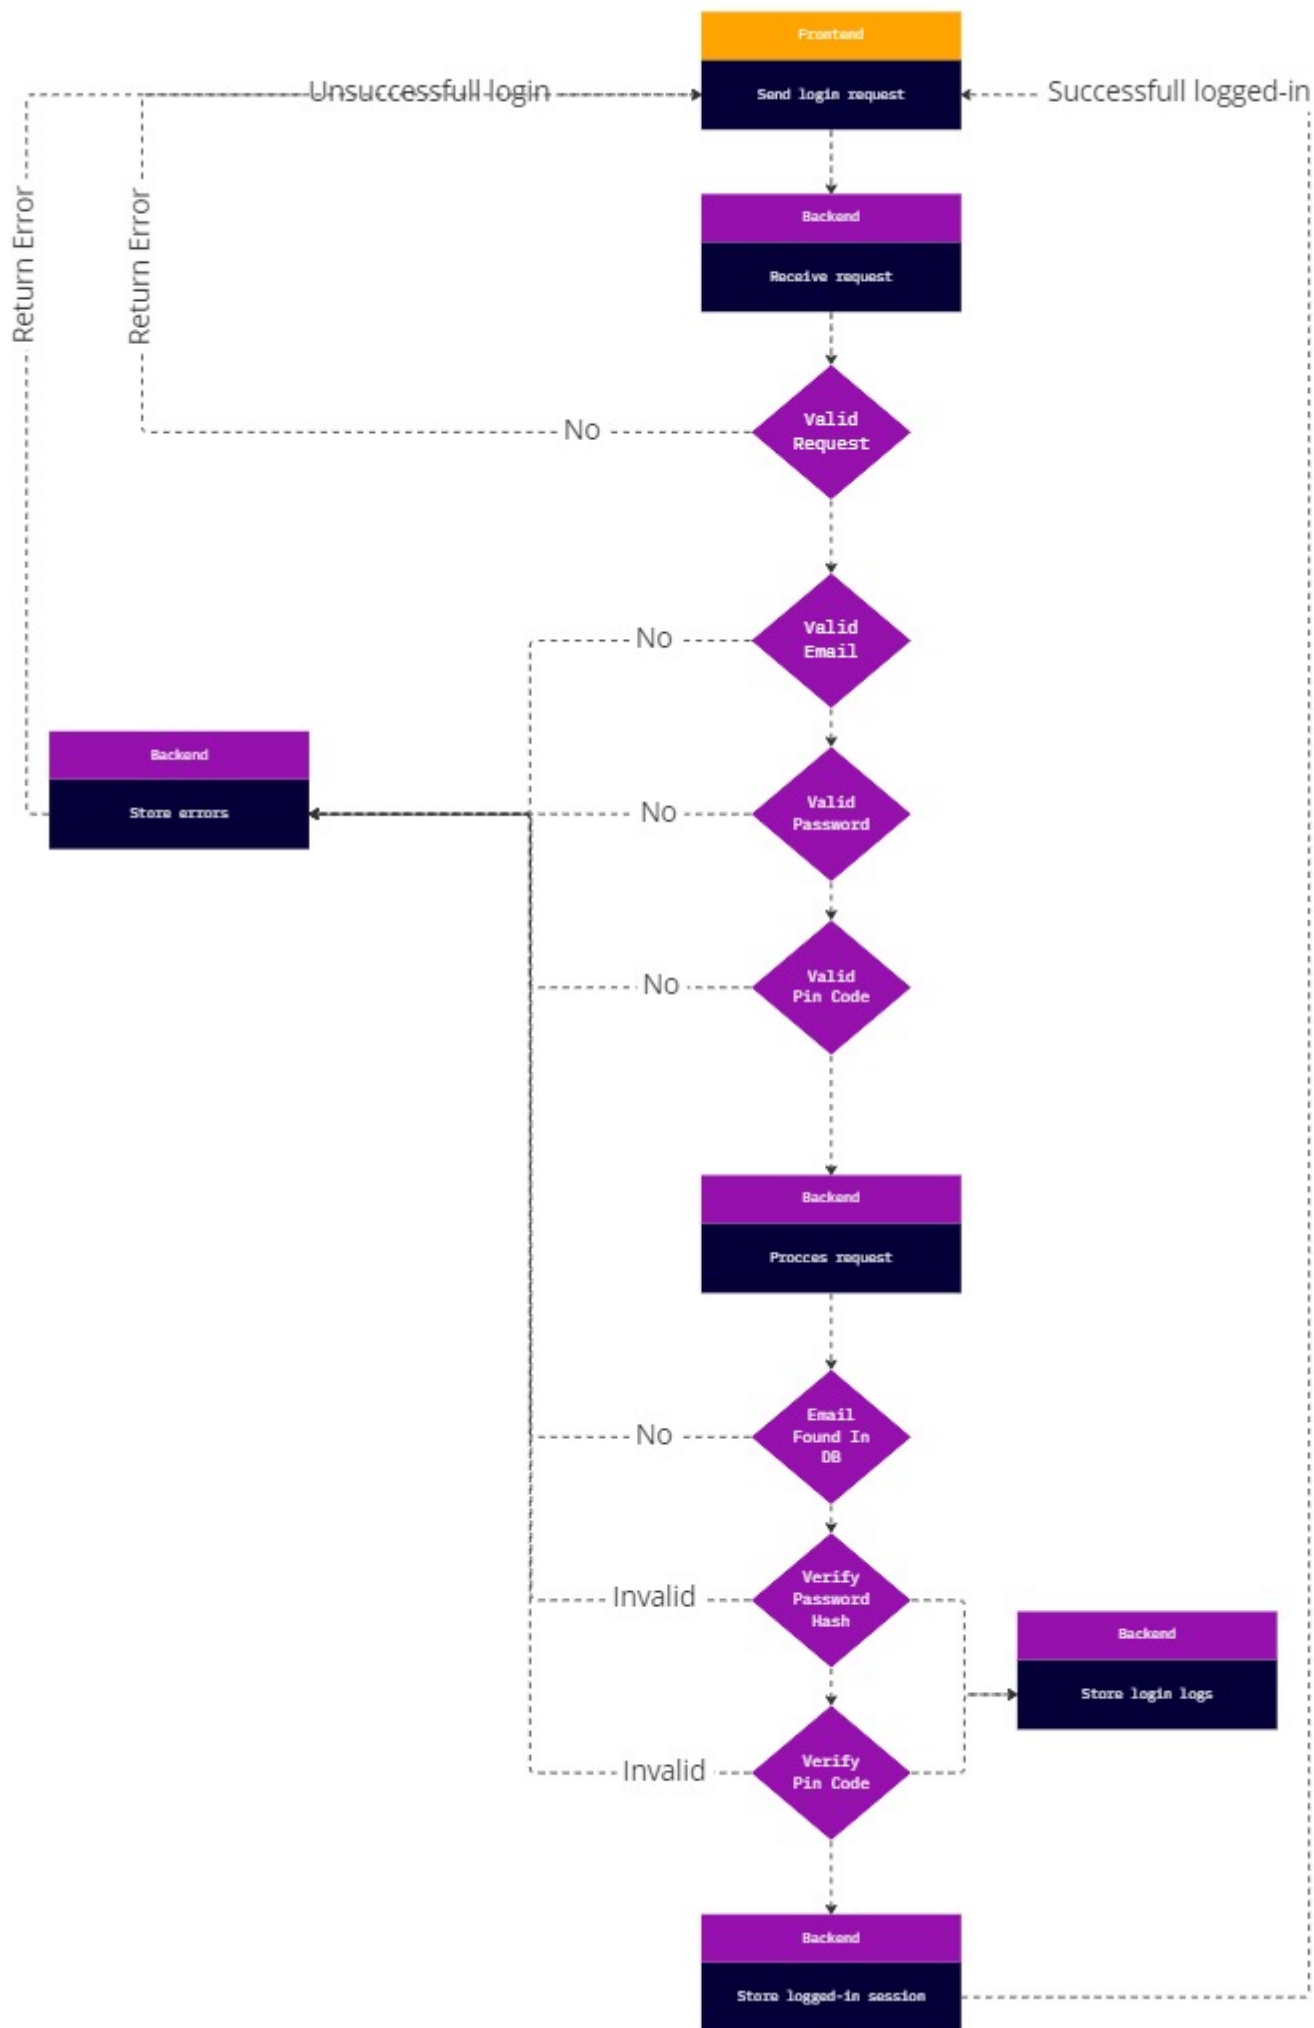 Frontend
Unsuccessfull login
Send login request
Successfull logged-in
Return Error
Return Error
Backend
Receive request
No
Valid
Request
No
Valid
Email
Backend
Store errors
No
Valid
Password
No
Valid
Pin Code
Backend
Procces request
No
Email
Found In
DB
Invalid
Verify
Password
Hash
Backend
Store login logs
Invalid
Verify
Pin Code
Backend
Store logged-in session